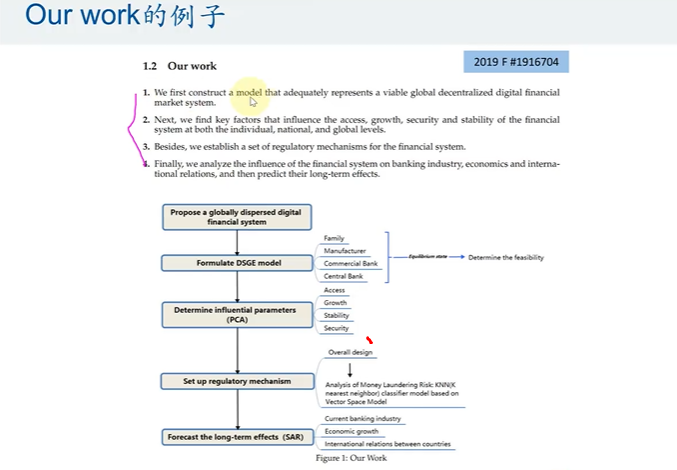 Our work的例子
2019 F #1916704
1.2 Our work
1. We first construct a model that adequately represents a viable global decentralized digital financial
market system.
2. Next, we find key factors that influence the access, growth, security and stability of the financial
system at both the individual, national, and global levels.
3. Besides, we establish a set of regulatory mechanisms for the financial system.
4. Finally, we analyze the influence of the financial system on banking industry, economics and interna-
tional relations, and then predict their long-term effects.
Propose a globally dispersed digital
financial system
Formulate DSGE model
Family
Manufacturer
Commercial Bank
Central Bank
Equilibrium state
Determine the feasibility
Determine influential parameters
(PCA)
Access
Growth
Stability
Security
Set up regulatory mechanism
Overall design
Analysis of Money Laundering Risk: KNN(K
nearest neighbor) classifier model based on
Vector Space Model
Forecast the long-term effects (SAR)
Current banking industry
Economic growth
International relations between countries
Figure 1: Our Work